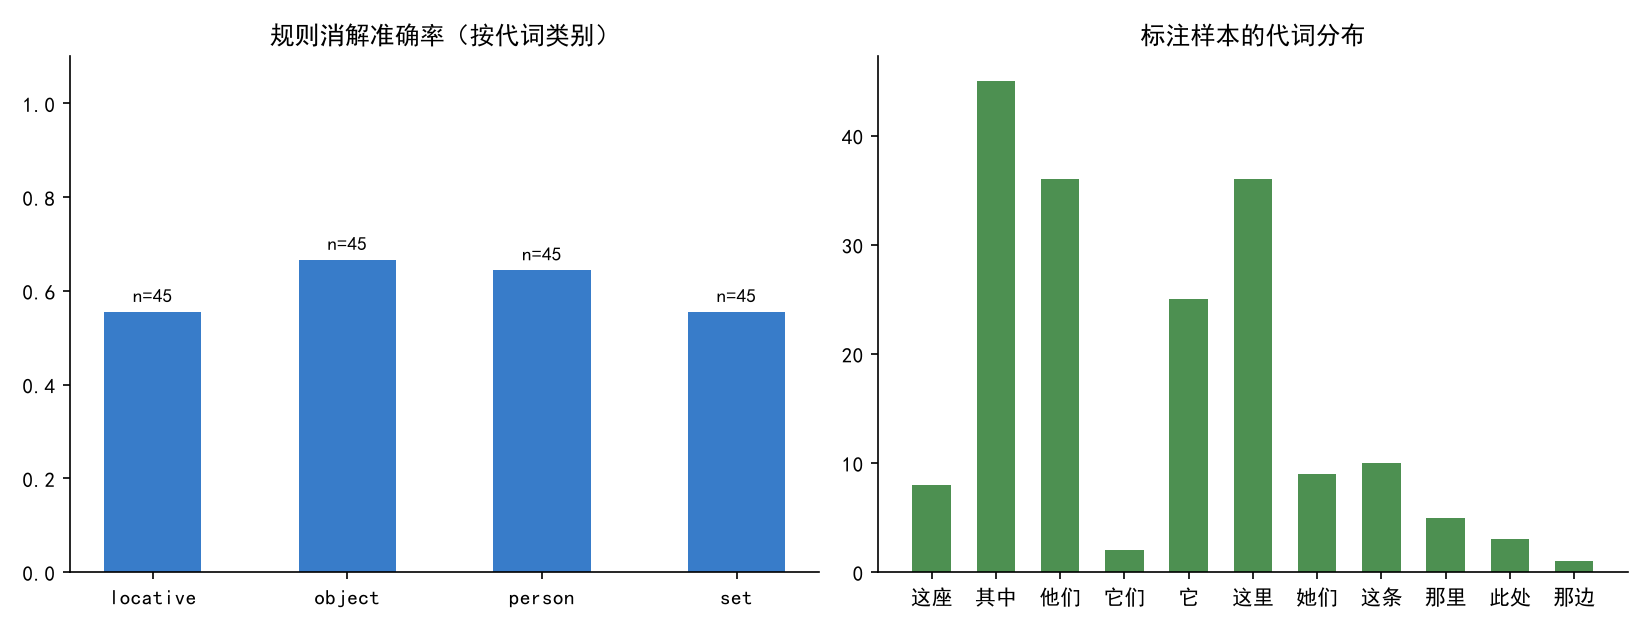 规则消解准确率（按代词类别）
1.0
0.8
0.6
0.4
0.2
0.0
n=45
n=45
n=45
n=45
locative object person set
标注样本的代词分布
40
30
20
10
0
这座 其中 他们 它们 它 这里 她们 这条 那里 此处 那边